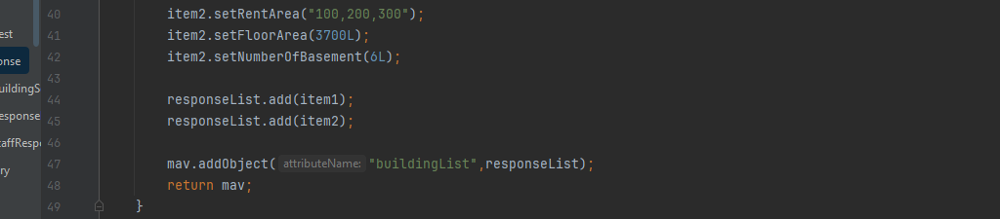 40 item2.setRentArea("100,200,300");
est
41 item2.setFloorArea(3700L);
onse
42 item2.setNumberOfBasement(6L);
uildingS
43
44 responseList.add(item1);
esponse
45 responseList.add(item2);
taffRespo
46
ry
47 mav.addObject( attributeName: "buildingList",responseList);
48 return mav;
49 }